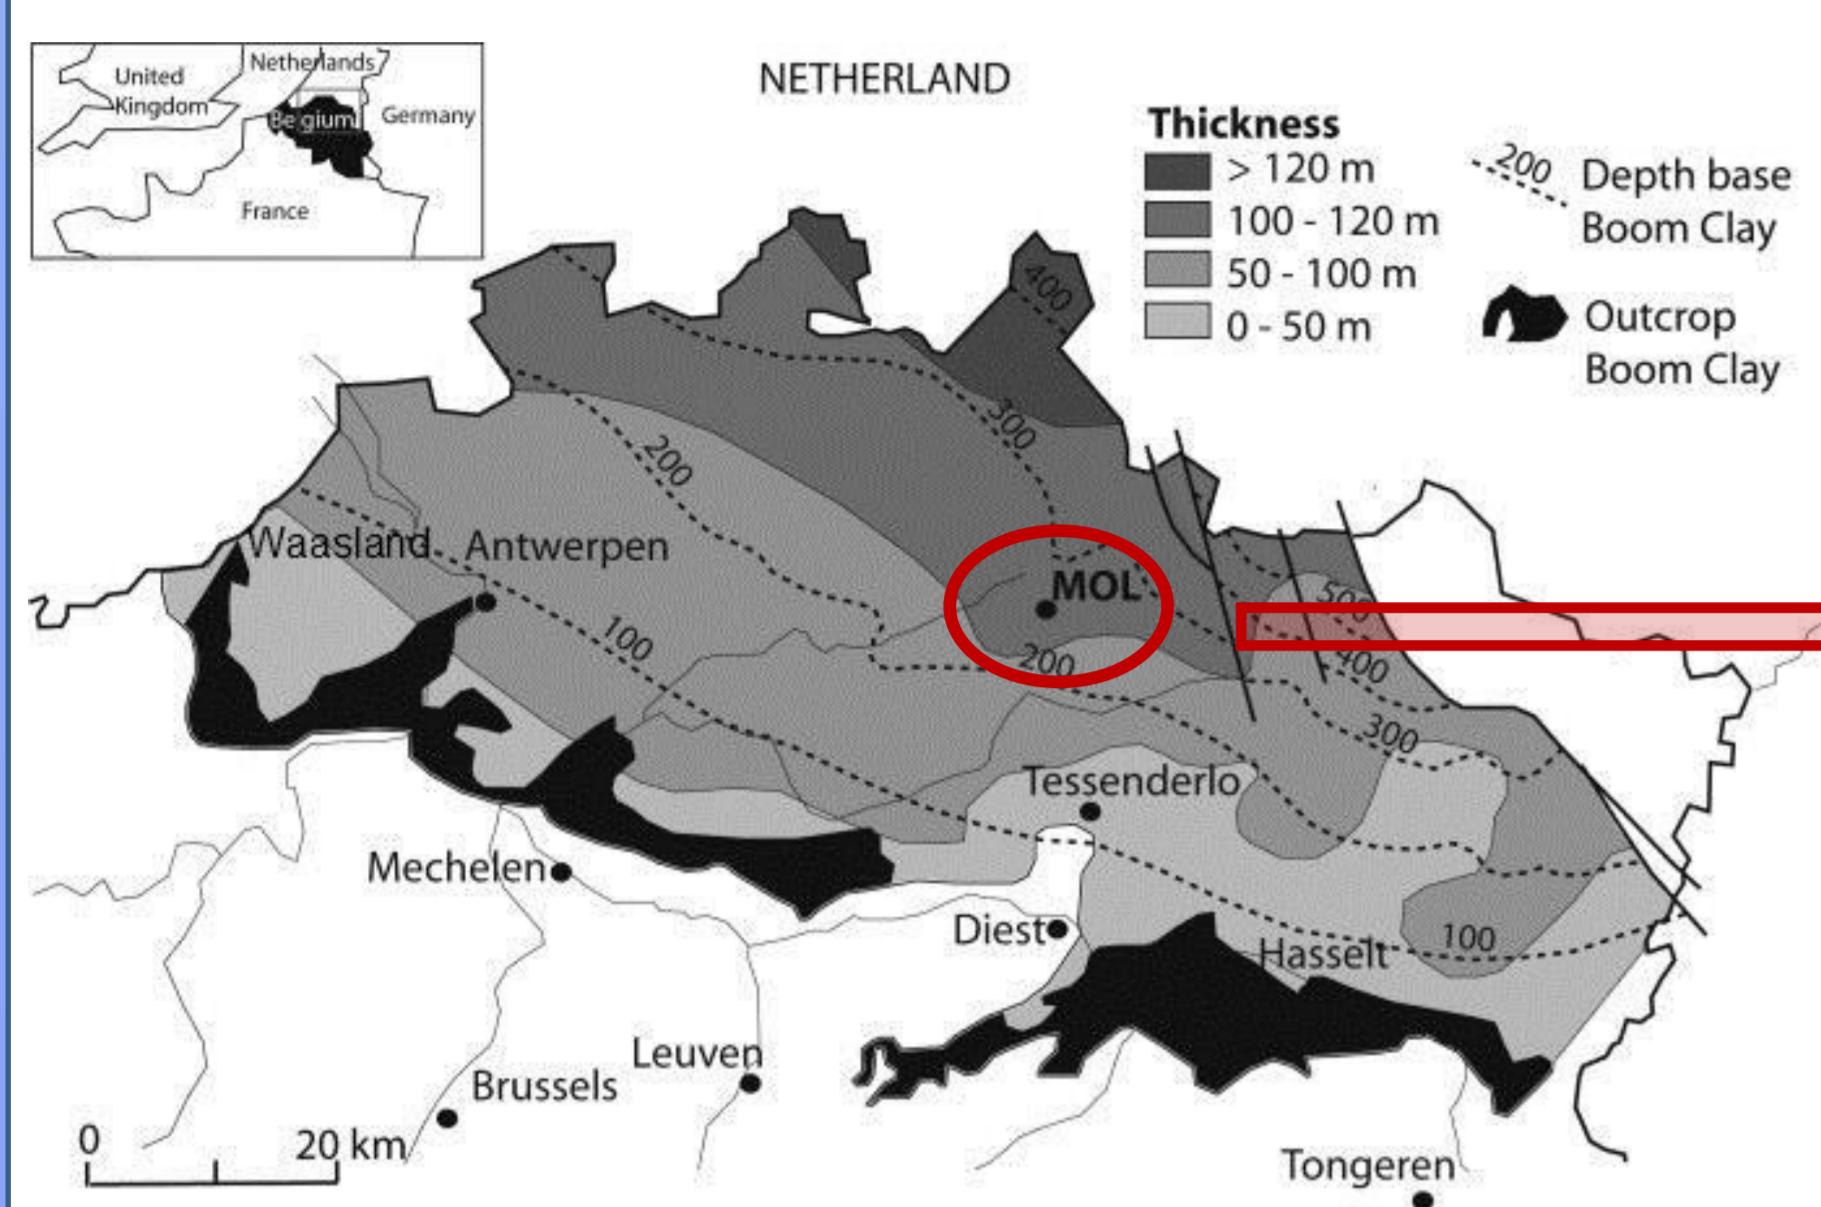 United
Kingdom
Netherlands
Belgium
Germany
France
NETHERLAND
Thickness
> 120 m
100 - 120 m
50 - 100 m
0 - 50 m
200
Depth base
Boom Clay
Outcrop
Boom Clay
400
300
200
Waasland
Antwerpen
MOL
500
100
200
400
300
Tessenderlo
Mechelen
Diest
100
Hasselt
Leuven
Brussels
0
20 km
Tongeren